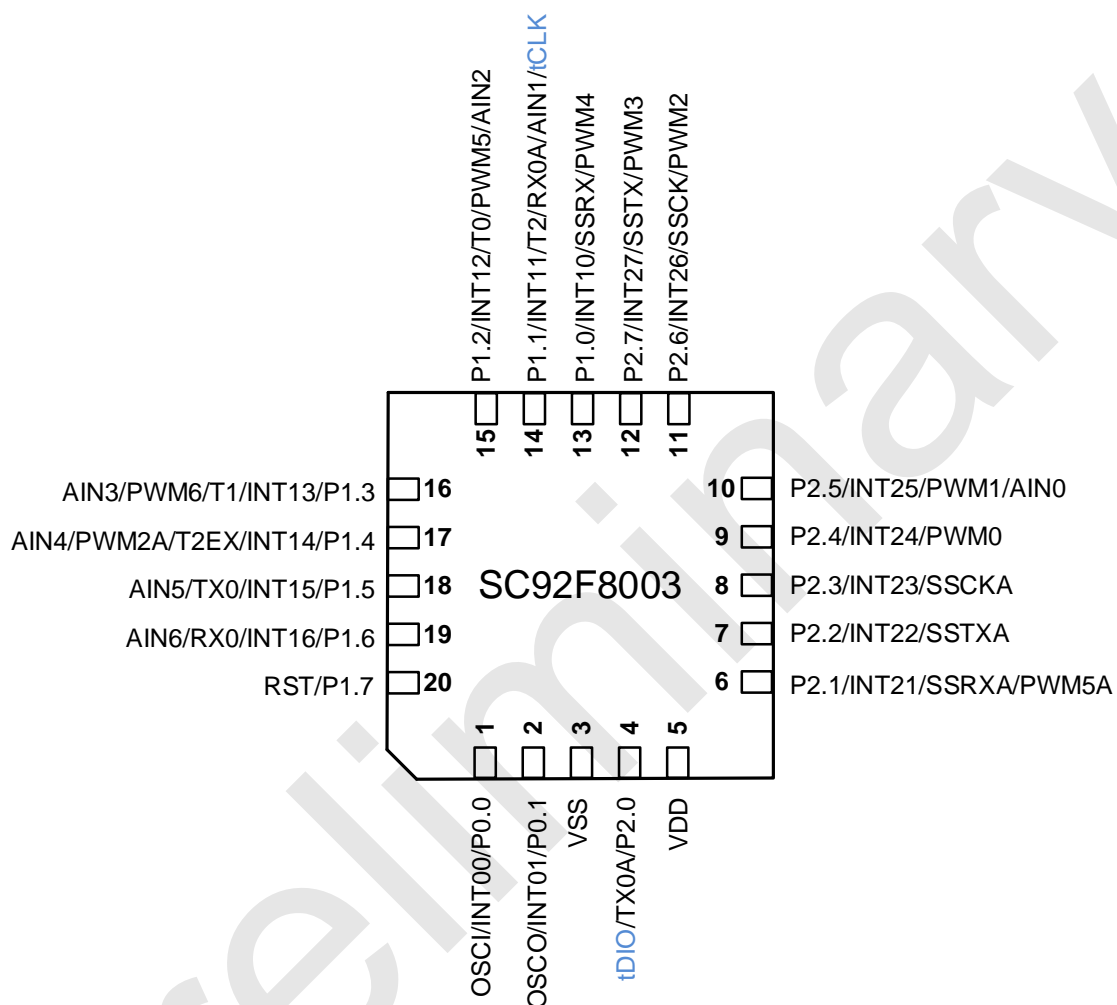 P1.2/INT12/T0/PWM5/AIN2
P1.1/INT11/T2/RX0A/AIN1/tCLK
P1.0/INT10/SSRX/PWM4
P2.7/INT27/SSTX/PWM3
P2.6/INT26/SSCK/PWM2
15
14
13
12
11
AIN3/PWM6/T1/INT13/P1.3
16
AIN4/PWM2A/T2EX/INT14/P1.4
17
AIN5/TX0/INT15/P1.5
18
AIN6/RX0/INT16/P1.6
19
RST/P1.7
20
SC92F8003
10
P2.5/INT25/PWM1/AIN0
9
P2.4/INT24/PWM0
8
P2.3/INT23/SSCKA
7
P2.2/INT22/SSTXA
6
P2.1/INT21/SSRXA/PWM5A
1
2
3
4
5
OSCI/INT00/P0.0
OSCO/INT01/P0.1
VSS
tDIO/TX0A/P2.0
VDD
reliminary